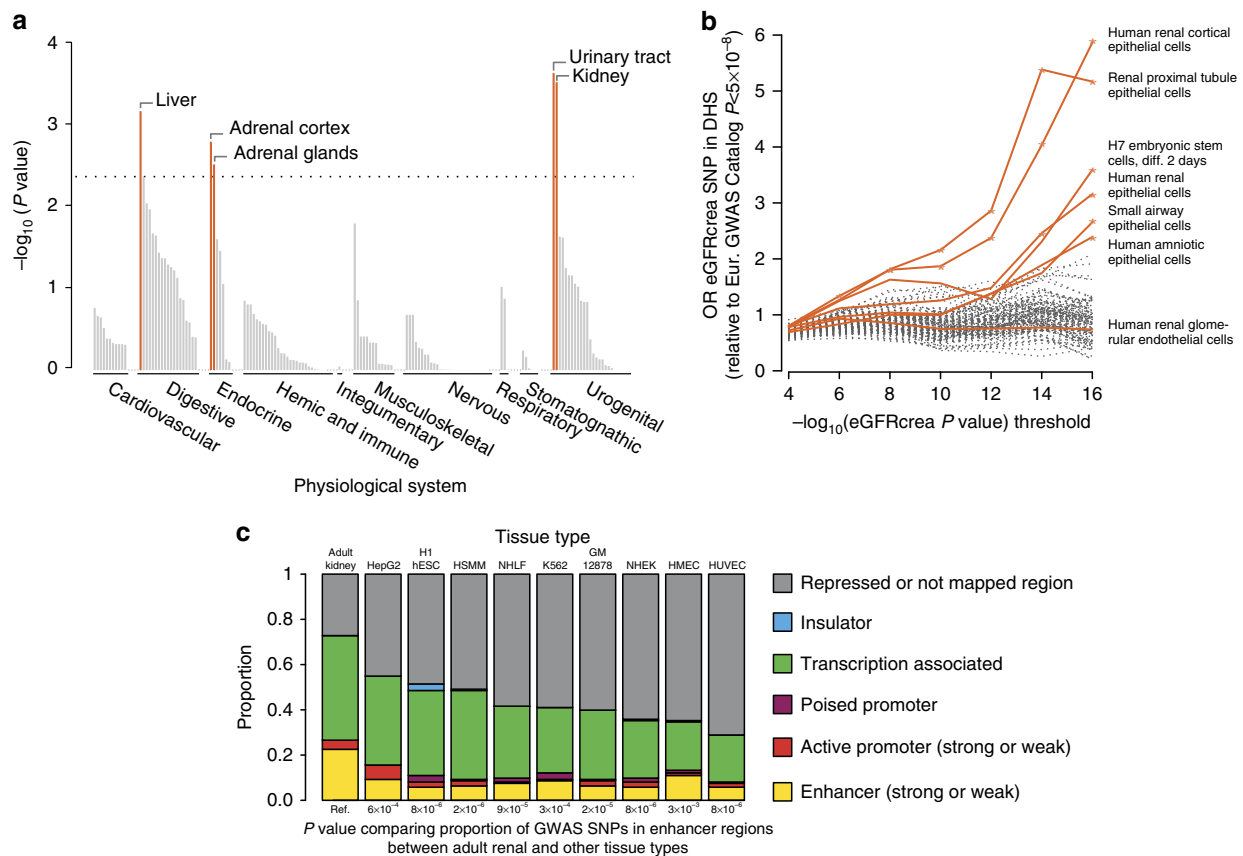 a
4
3
2
1
0
–log10 (P value)
Liver
Adrenal cortex
Adrenal glands
Urinary tract
Kidney
Cardiovascular
Digestive
Endocrine
Hemic and immune
Integumentary
Musculoskeletal
Nervous
Respiratory
Stomatognathic
Urogenital
Physiological system
b
6
5
4
3
2
1
0
OR eGFRcrea SNP in DHS
(relative to Eur. GWAS Catalog P<5×10−8)
4 6 8 10 12 14 16
–log10(eGFRcrea P value) threshold
Human renal cortical
epithelial cells
Renal proximal tubule
epithelial cells
H7 embryonic stem
cells, diff. 2 days
Human renal
epithelial cells
Small airway
epithelial cells
Human amniotic
epithelial cells
Human renal glome-
rular endothelial cells
c
Tissue type
Adult
kidney
HepG2
H1
hESC
HSMM
NHLF
K562
GM
12878
NHEK
HMEC
HUVEC
1
0.8
0.6
0.4
0.2
0.0
Proportion
Ref. 6×10−4 8×10−6 2×10−6 9×10−5 3×10−4 2×10−5 8×10−6 3×10−3 8×10−6
P value comparing proportion of GWAS SNPs in enhancer regions
between adult renal and other tissue types
Repressed or not mapped region
Insulator
Transcription associated
Poised promoter
Active promoter (strong or weak)
Enhancer (strong or weak)